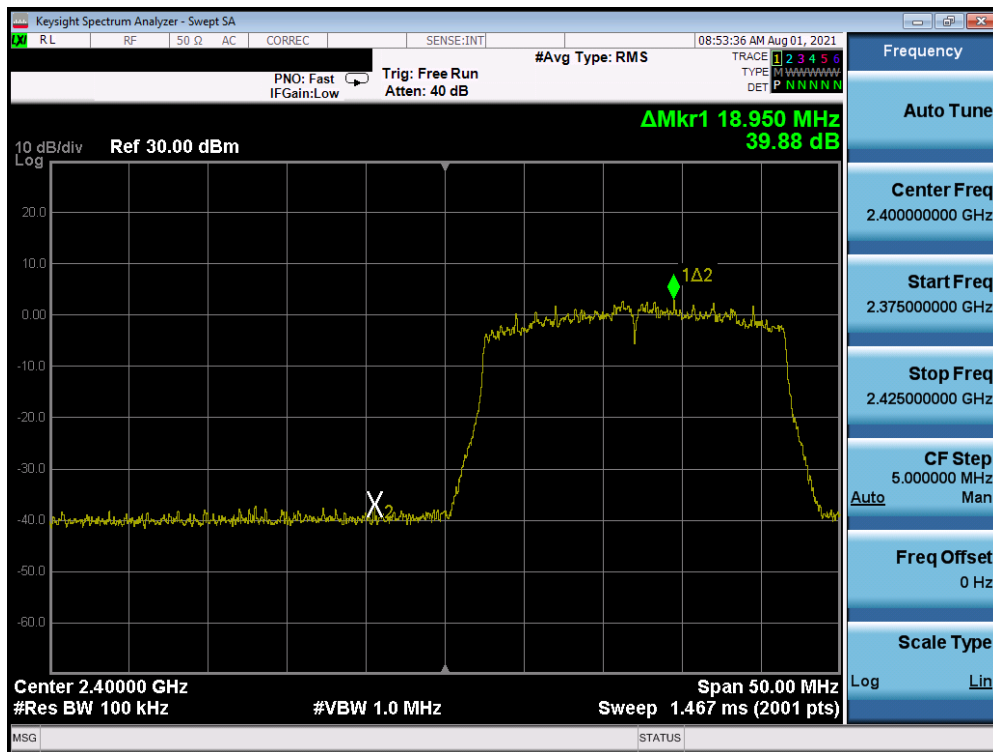 Keysight Spectrum Analyzer - Swept SA
LXI RL RF 50 Ω AC CORREC SENSE:INT 08:53:36 AM Aug 01, 2021
#Avg Type: RMS TRACE 1 2 3 4 5 6
PNO: Fast Trig: Free Run TYPE M WWWWW
IFGain:Low Atten: 40 dB DET P N N N N N
ΔMkr1 18.950 MHz
39.88 dB
10 dB/div Ref 30.00 dBm
Log
20.0
10.0
1Δ2
0.00
-10.0
-20.0
-30.0
X2
-40.0
-50.0
-60.0
Center 2.40000 GHz Span 50.00 MHz
#Res BW 100 kHz #VBW 1.0 MHz Sweep 1.467 ms (2001 pts)
MSG STATUS
Frequency
Auto Tune
Center Freq
2.400000000 GHz
Start Freq
2.375000000 GHz
Stop Freq
2.425000000 GHz
CF Step
5.000000 MHz
Auto Man
Freq Offset
0 Hz
Scale Type
Log Lin